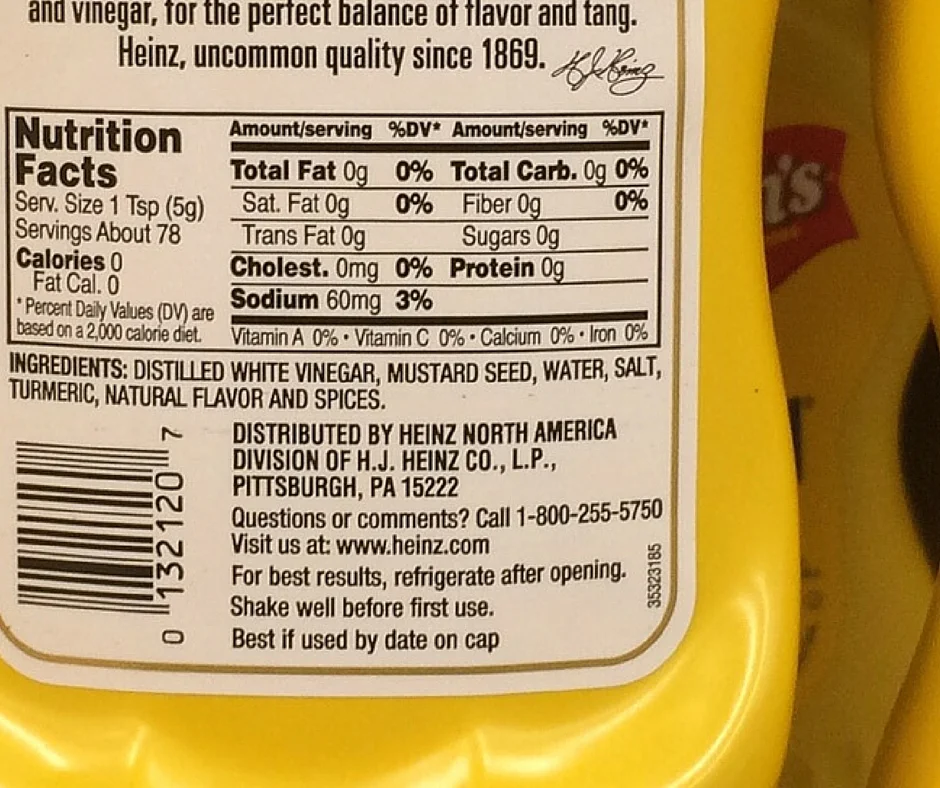 and vinegar, for the perfect balance of flavor and tang.
Heinz, uncommon quality since 1869.
Nutrition
Facts
Serv. Size 1 Tsp (5g)
Servings About 78
Calories 0
Fat Cal. 0
*Percent Daily Values (DV) are
based on a 2,000 calorie diet.
Amount/serving %DV* Amount/serving %DV*
Total Fat 0g 0% Total Carb. 0g 0%
Sat. Fat 0g 0% Fiber 0g 0%
Trans Fat 0g Sugars 0g
Cholest. 0mg 0% Protein 0g
Sodium 60mg 3%
Vitamin A 0% • Vitamin C 0% • Calcium 0% • Iron 0%
INGREDIENTS: DISTILLED WHITE VINEGAR, MUSTARD SEED, WATER, SALT,
TURMERIC, NATURAL FLAVOR AND SPICES.
DISTRIBUTED BY HEINZ NORTH AMERICA
DIVISION OF H.J. HEINZ CO., L.P.,
PITTSBURGH, PA 15222
Questions or comments? Call 1-800-255-5750
Visit us at: www.heinz.com
For best results, refrigerate after opening.
Shake well before first use.
Best if used by date on cap
0 132120 7
35323185
's